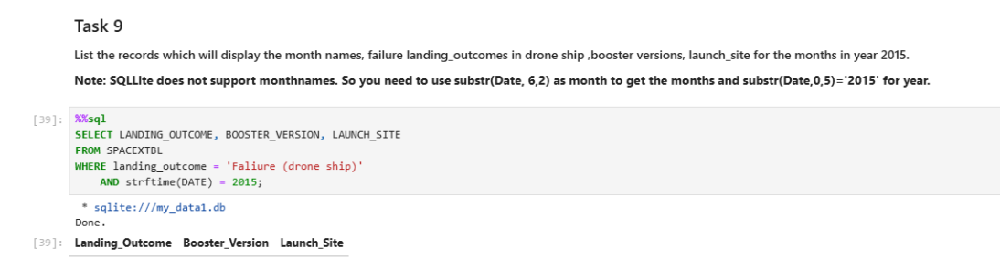 Task 9
List the records which will display the month names, failure landing_outcomes in drone ship ,booster versions, launch_site for the months in year 2015.
Note: SQLLite does not support monthnames. So you need to use substr(Date, 6,2) as month to get the months and substr(Date,0,5)='2015' for year.
[39]: %%sql
SELECT LANDING_OUTCOME, BOOSTER_VERSION, LAUNCH_SITE
FROM SPACEXTBL
WHERE landing_outcome = 'Faliure (drone ship)'
AND strftime(DATE) = 2015;
* sqlite:///my_data1.db
Done.
[39]: Landing_Outcome Booster_Version Launch_Site